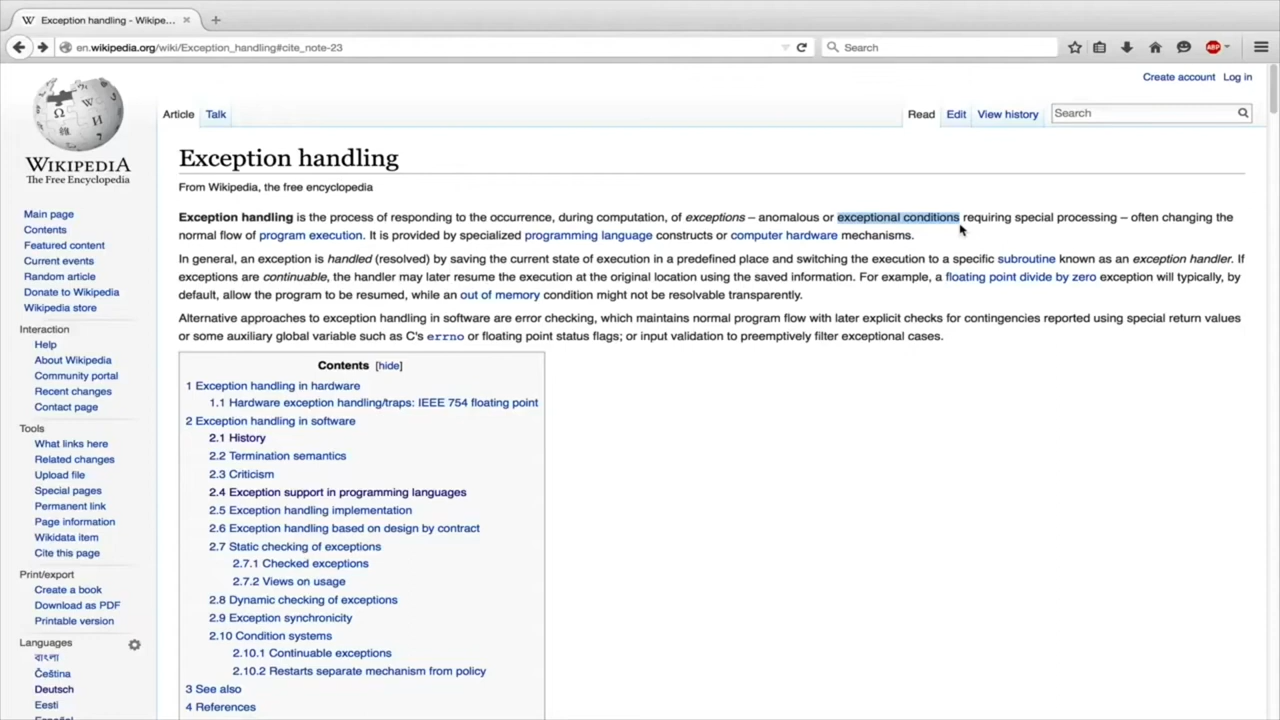 Exception handling - Wikipe...
en.wikipedia.org/wiki/Exception_handling#cite_note-23
Search
ABP
Create account Log in
Article Talk
Read Edit View history Search
WIKIPEDIA
The Free Encyclopedia
Main page
Contents
Featured content
Current events
Random article
Donate to Wikipedia
Wikipedia store
Interaction
Help
About Wikipedia
Community portal
Recent changes
Contact page
Tools
What links here
Related changes
Upload file
Special pages
Permanent link
Page information
Wikidata item
Cite this page
Print/export
Create a book
Download as PDF
Printable version
Languages
বাংলা
Čeština
Deutsch
Eesti
Español
Exception handling
From Wikipedia, the free encyclopedia
Exception handling is the process of responding to the occurrence, during computation, of exceptions – anomalous or exceptional conditions requiring special processing – often changing the
normal flow of program execution. It is provided by specialized programming language constructs or computer hardware mechanisms.
In general, an exception is handled (resolved) by saving the current state of execution in a predefined place and switching the execution to a specific subroutine known as an exception handler. If
exceptions are continuable, the handler may later resume the execution at the original location using the saved information. For example, a floating point divide by zero exception will typically, by
default, allow the program to be resumed, while an out of memory condition might not be resolvable transparently.
Alternative approaches to exception handling in software are error checking, which maintains normal program flow with later explicit checks for contingencies reported using special return values
or some auxiliary global variable such as C's errno or floating point status flags; or input validation to preemptively filter exceptional cases.
Contents [hide]
1 Exception handling in hardware
1.1 Hardware exception handling/traps: IEEE 754 floating point
2 Exception handling in software
2.1 History
2.2 Termination semantics
2.3 Criticism
2.4 Exception support in programming languages
2.5 Exception handling implementation
2.6 Exception handling based on design by contract
2.7 Static checking of exceptions
2.7.1 Checked exceptions
2.7.2 Views on usage
2.8 Dynamic checking of exceptions
2.9 Exception synchronicity
2.10 Condition systems
2.10.1 Continuable exceptions
2.10.2 Restarts separate mechanism from policy
3 See also
4 References